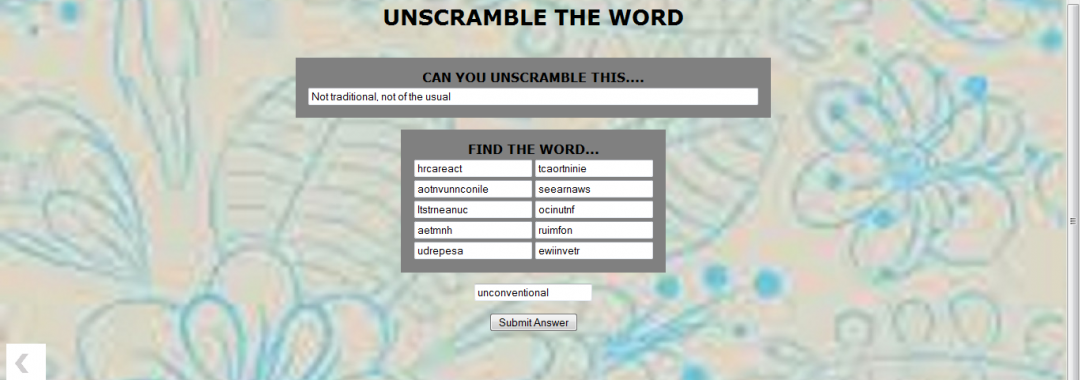 UNSCRAMBLE THE WORD
CAN YOU UNSCRAMBLE THIS....
Not traditional, not of the usual
FIND THE WORD...
hrcareact tcaortninie
aotnvunnconile seearnaws
ltstrneanuc ocinutnf
aetmnh ruimfon
udrepesa ewiinvetr
unconventional
Submit Answer